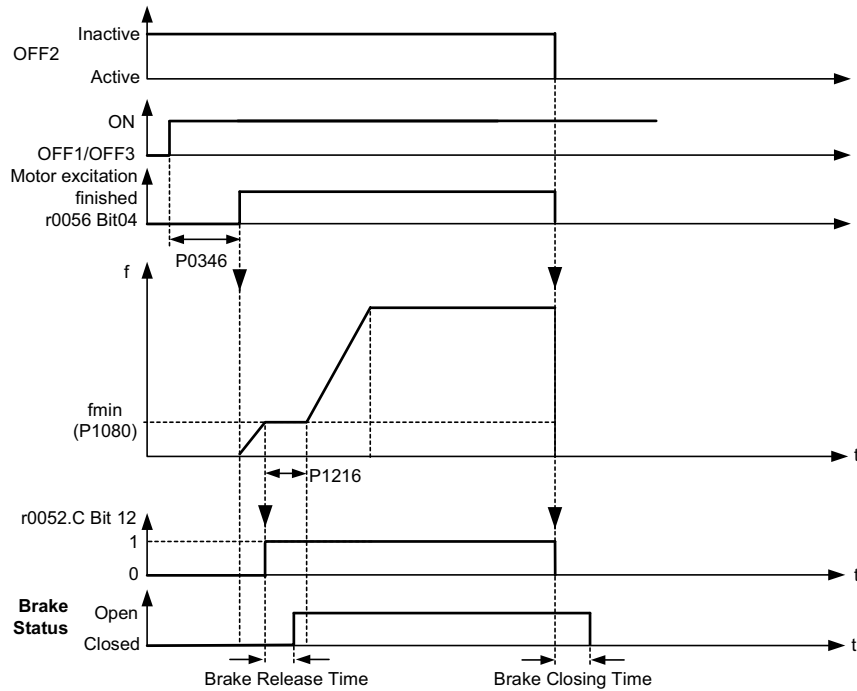 Inactive
OFF2
Active
ON
OFF1/OFF3
Motor excitation
finished
r0056 Bit04
P0346
f
fmin
(P1080)
t
P1216
r0052.C Bit 12
1
0
t
Brake
Status
Open
Closed
t
Brake Release Time
Brake Closing Time